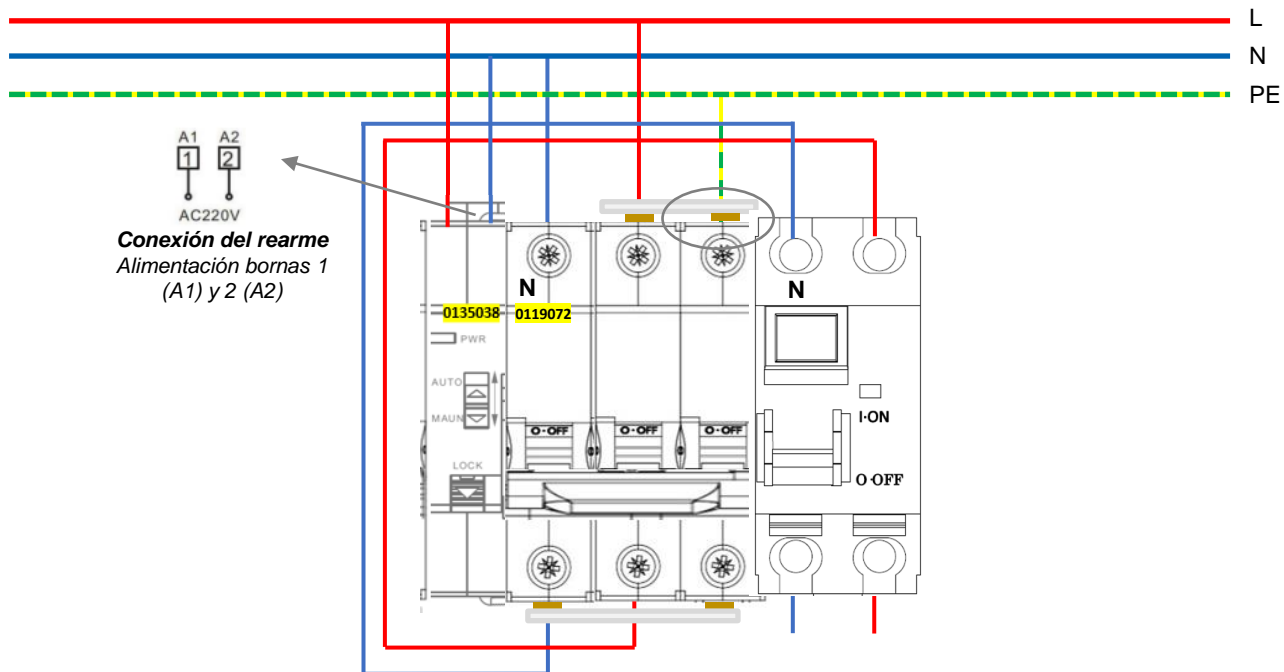 L
N
PE
A1 A2
1 2
AC220V
Conexión del rearme
Alimentación bornas 1
(A1) y 2 (A2)
N
N
0135038
0119072
PWR
AUTO
MAUN
I·ON
O·OFF O·OFF O·OFF
LOCK
O·OFF